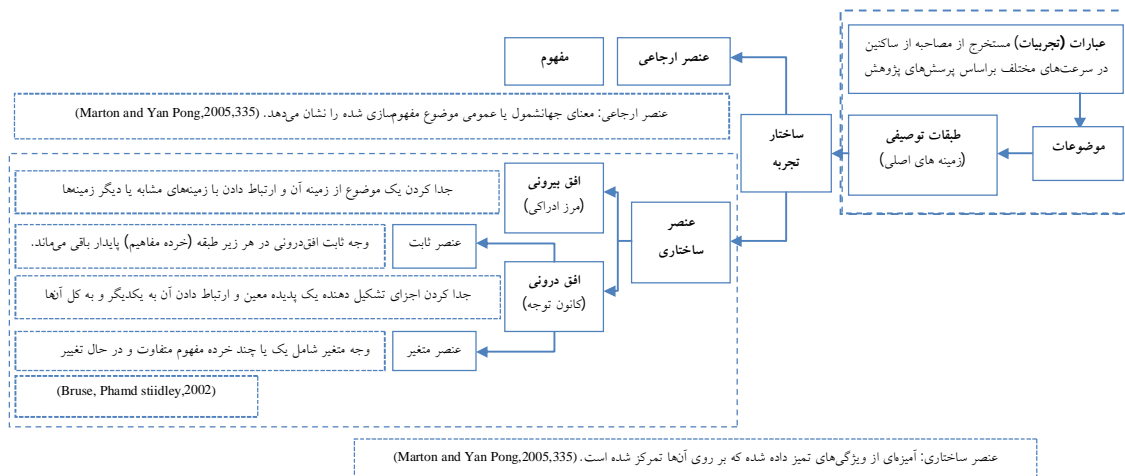 عبارات (تجربیات) مستخرج از مصاحبه از ساکنین
در سرعت‌های مختلف براساس پرسش‌های پژوهش
موضوعات
طبقات توصیفی
(زمینه های اصلی)
ساختار
تجربه
عنصر ارجاعی
مفهوم
عنصر ارجاعی: معنای جهانشمول یا عمومی موضوع مفهوم‌سازی شده را نشان می‌دهد. (Marton and Yan Pong,2005,335)
عنصر
ساختاری
افق بیرونی
(مرز ادراکی)
جدا کردن یک موضوع از زمینه آن و ارتباط دادن با زمینه‌های مشابه یا دیگر زمینه‌ها
عنصر ثابت
وجه ثابت افق‌درونی در هر زیر طبقه (خرده مفاهیم) پایدار باقی می‌ماند.
افق درونی
(کانون توجه)
جدا کردن اجزای تشکیل دهنده یک پدیده معین و ارتباط دادن آن به یکدیگر و به کل آن‌ها
عنصر متغیر
وجه متغیر شامل یک یا چند خرده مفهوم متفاوت و در حال تغییر
(Bruse, Phamd stiidley,2002)
عنصر ساختاری: آمیزه‌ای از ویژگی‌های تمیز داده شده که بر روی آن‌ها تمرکز شده است. (Marton and Yan Pong,2005,335)